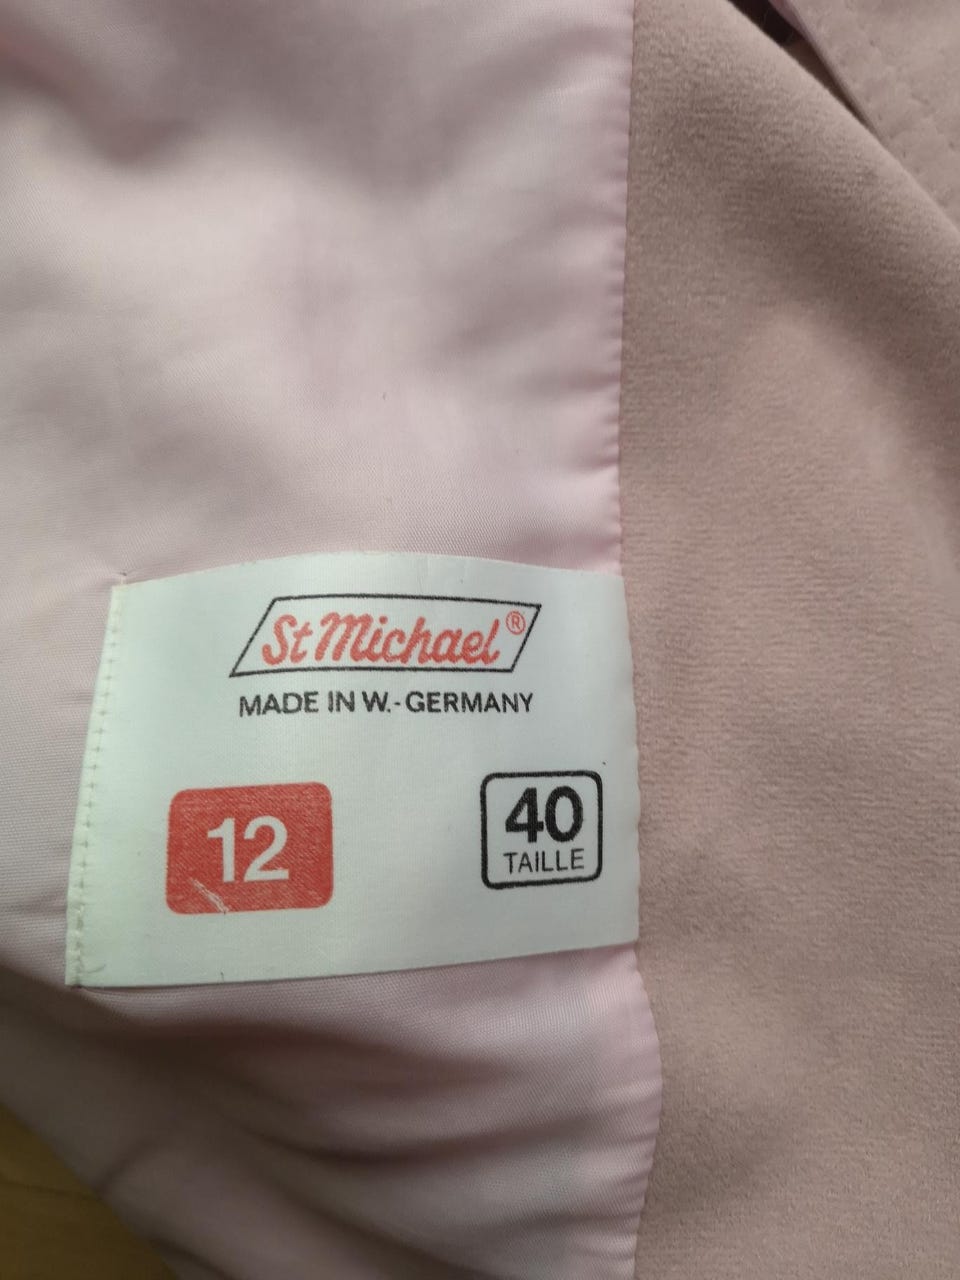 St Michael®
MADE IN W.-GERMANY
12
40
TAILLE